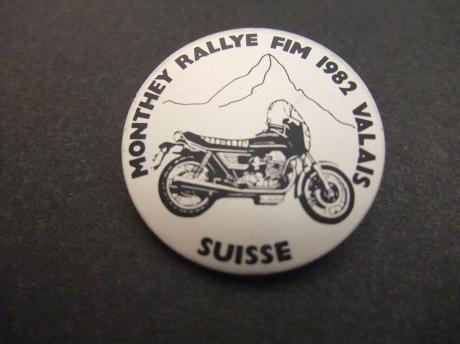 MONTHEY RALLYE FIM 1982 VALAIS
SUISSE